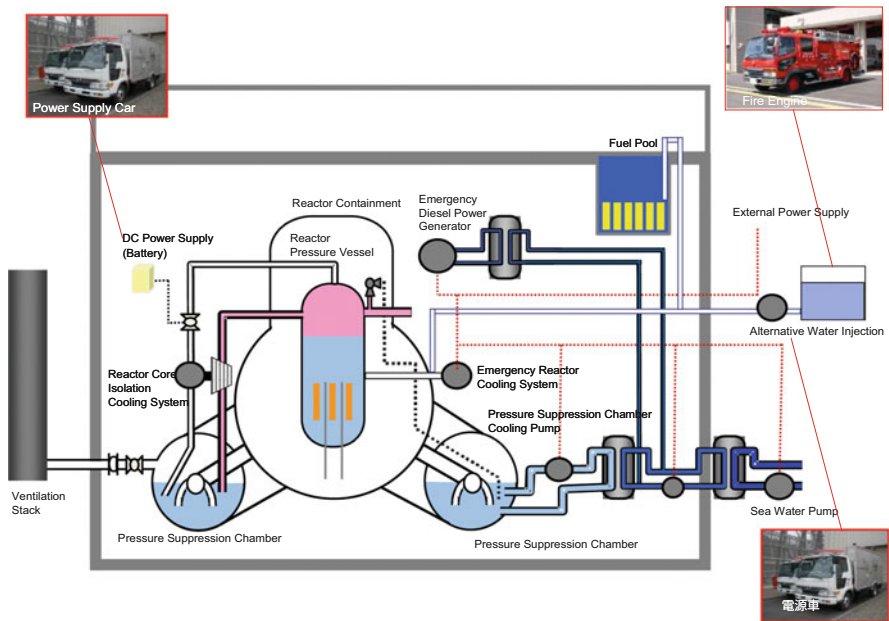 Power Supply Car
Fire Engine
Fuel Pool
Reactor Containment
Emergency
Diesel Power
Generator
External Power Supply
DC Power Supply
(Battery)
Reactor
Pressure Vessel
Alternative Water Injection
Reactor Core
Isolation
Cooling System
Emergency Reactor
Cooling System
Pressure Suppression Chamber
Cooling Pump
Ventilation
Stack
Sea Water Pump
Pressure Suppression Chamber
Pressure Suppression Chamber
電源車